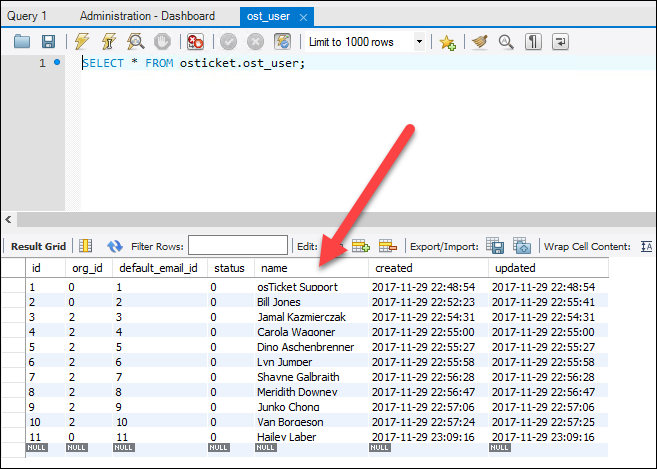 Query 1 Administration - Dashboard ost_user
Limit to 1000 rows
1 SELECT * FROM osticket.ost_user;
Result Grid Filter Rows: Edit: Export/Import: Wrap Cell Content:
id org_id default_email_id status name created updated
1 0 1 0 osTicket Support 2017-11-29 22:48:54 2017-11-29 22:48:54
2 0 2 0 Bill Jones 2017-11-29 22:52:23 2017-11-29 22:55:41
3 2 3 0 Jamal Kazmierczak 2017-11-29 22:54:31 2017-11-29 22:54:31
4 2 4 0 Carola Wagoner 2017-11-29 22:55:00 2017-11-29 22:55:00
5 2 5 0 Dino Aschenbrenner 2017-11-29 22:55:27 2017-11-29 22:55:27
6 2 6 0 Lyn Jumper 2017-11-29 22:55:58 2017-11-29 22:55:58
7 2 7 0 Shayne Galbraith 2017-11-29 22:56:28 2017-11-29 22:56:28
8 2 8 0 Meridith Downey 2017-11-29 22:56:47 2017-11-29 22:56:47
9 2 9 0 Junko Chong 2017-11-29 22:57:06 2017-11-29 22:57:06
10 2 10 0 Van Borgeson 2017-11-29 22:57:24 2017-11-29 22:57:25
11 0 11 0 Hailey Laber 2017-11-29 23:09:16 2017-11-29 23:09:16
NULL NULL NULL NULL NULL NULL NULL